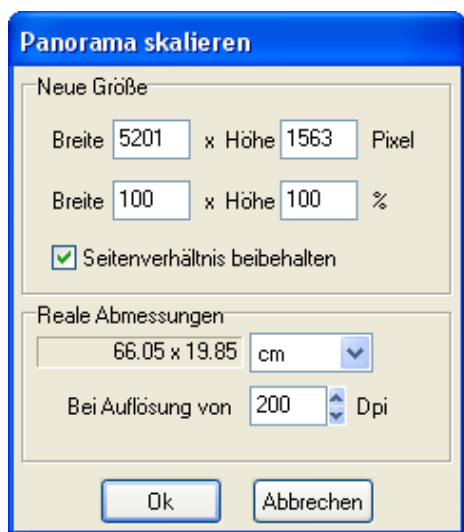 Panorama skalieren
Neue Größe
Breite 5201 x Höhe 1563 Pixel
Breite 100 x Höhe 100 %
Seitenverhältnis beibehalten
Reale Abmessungen
66.05 x 19.85 cm
Bei Auflösung von 200 Dpi
Ok Abbrechen